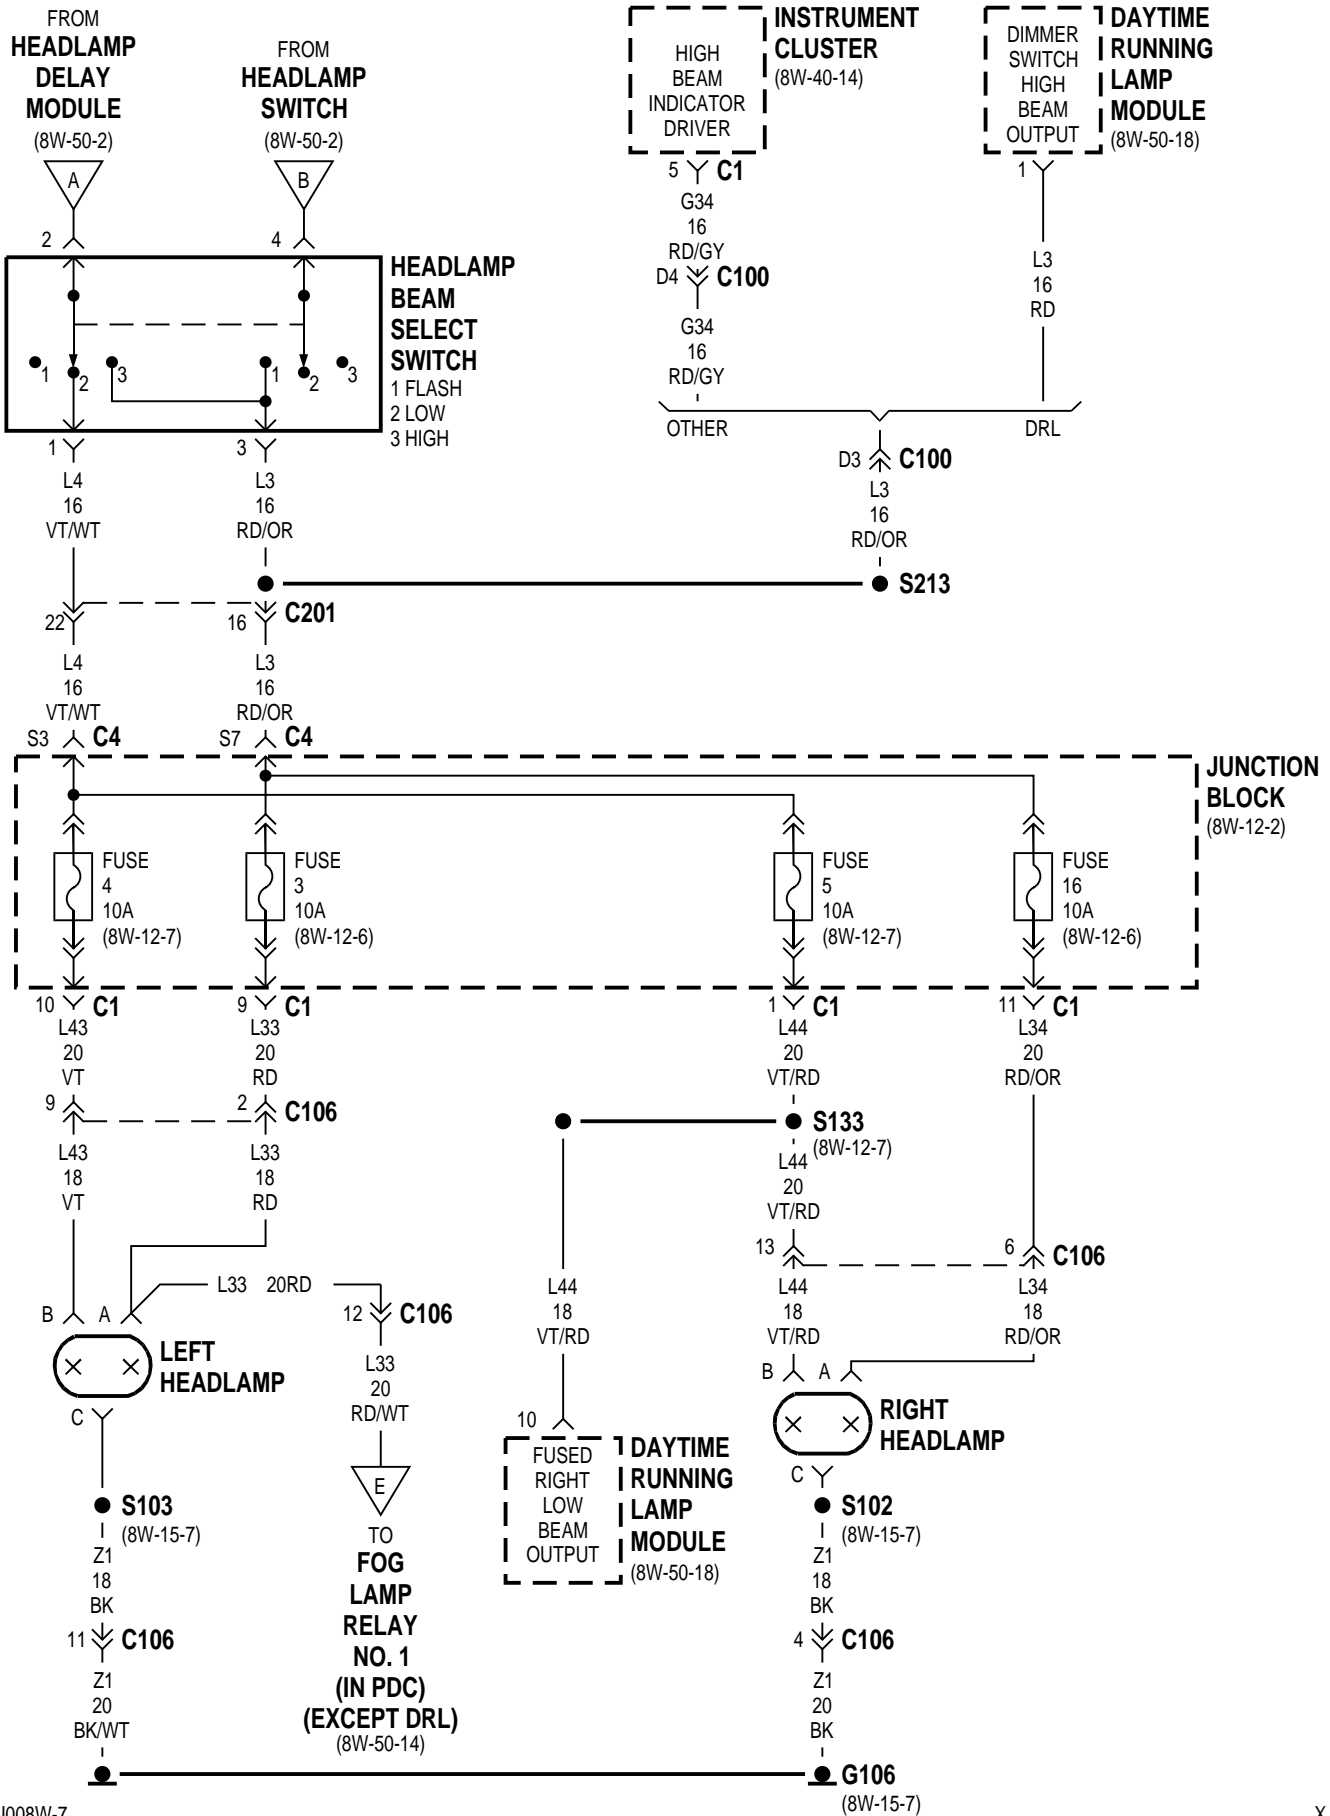 FROM
HEADLAMP
DELAY
MODULE
(8W-50-2)
A
FROM
HEADLAMP
SWITCH
(8W-50-2)
B
HIGH
BEAM
INDICATOR
DRIVER
INSTRUMENT
CLUSTER
(8W-40-14)
DIMMER
SWITCH
HIGH
BEAM
OUTPUT
DAYTIME
RUNNING
LAMP
MODULE
(8W-50-18)
5 C1
G34
16
RD/GY
D4 C100
G34
16
RD/GY
OTHER
1
L3
16
RD
DRL
D3 C100
L3
16
RD/OR
S213
2
4
HEADLAMP
BEAM
SELECT
SWITCH
1 FLASH
2 LOW
3 HIGH
1 2 3 1 2 3
1
L4
16
VT/WT
3
L3
16
RD/OR
22
16 C201
L4
16
VT/WT
L3
16
RD/OR
S3 C4
S7 C4
JUNCTION
BLOCK
(8W-12-2)
FUSE
4
10A
(8W-12-7)
FUSE
3
10A
(8W-12-6)
FUSE
5
10A
(8W-12-7)
FUSE
16
10A
(8W-12-6)
10 C1
L43
20
VT
9 C1
L33
20
RD
1 C1
L44
20
VT/RD
11 C1
L34
20
RD/OR
9
2 C106
L43
18
VT
L33
18
RD
S133
(8W-12-7)
L44
20
VT/RD
13
6 C106
L44
18
VT/RD
L34
18
RD/OR
L44
18
VT/RD
L33 20RD
12 C106
L33
20
RD/WT
E
TO
FOG
LAMP
RELAY
NO. 1
(IN PDC)
(EXCEPT DRL)
(8W-50-14)
B A
LEFT
HEADLAMP
C
S103
(8W-15-7)
Z1
18
BK
11 C106
Z1
20
BK/WT
10
FUSED
RIGHT
LOW
BEAM
OUTPUT
DAYTIME
RUNNING
LAMP
MODULE
(8W-50-18)
B A
RIGHT
HEADLAMP
C
S102
(8W-15-7)
Z1
18
BK
4 C106
Z1
20
BK
G106
(8W-15-7)